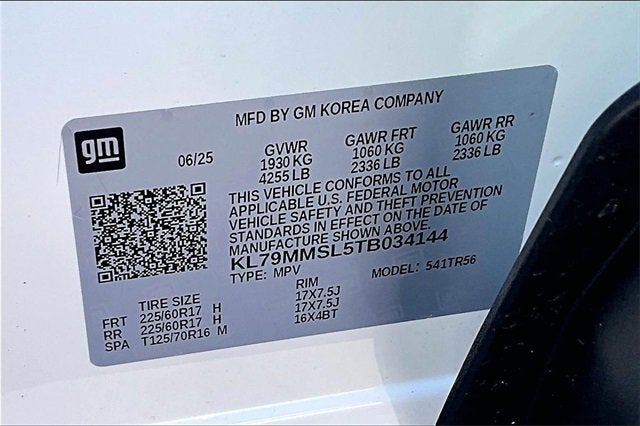 MFD BY GM KOREA COMPANY
gm
06/25
GVWR GAWR FRT GAWR RR
1930 KG 1060 KG 1060 KG
4255 LB 2336 LB 2336 LB
THIS VEHICLE CONFORMS TO ALL
APPLICABLE U.S. FEDERAL MOTOR
VEHICLE SAFETY AND THEFT PREVENTION
STANDARDS IN EFFECT ON THE DATE OF
MANUFACTURE SHOWN ABOVE.
KL79MMSL5TB034144
TYPE: MPV MODEL: 541TR56
TIRE SIZE RIM
FRT 225/60R17 H 17X7.5J
RR 225/60R17 H 17X7.5J
SPA T125/70R16 M 16X4BT